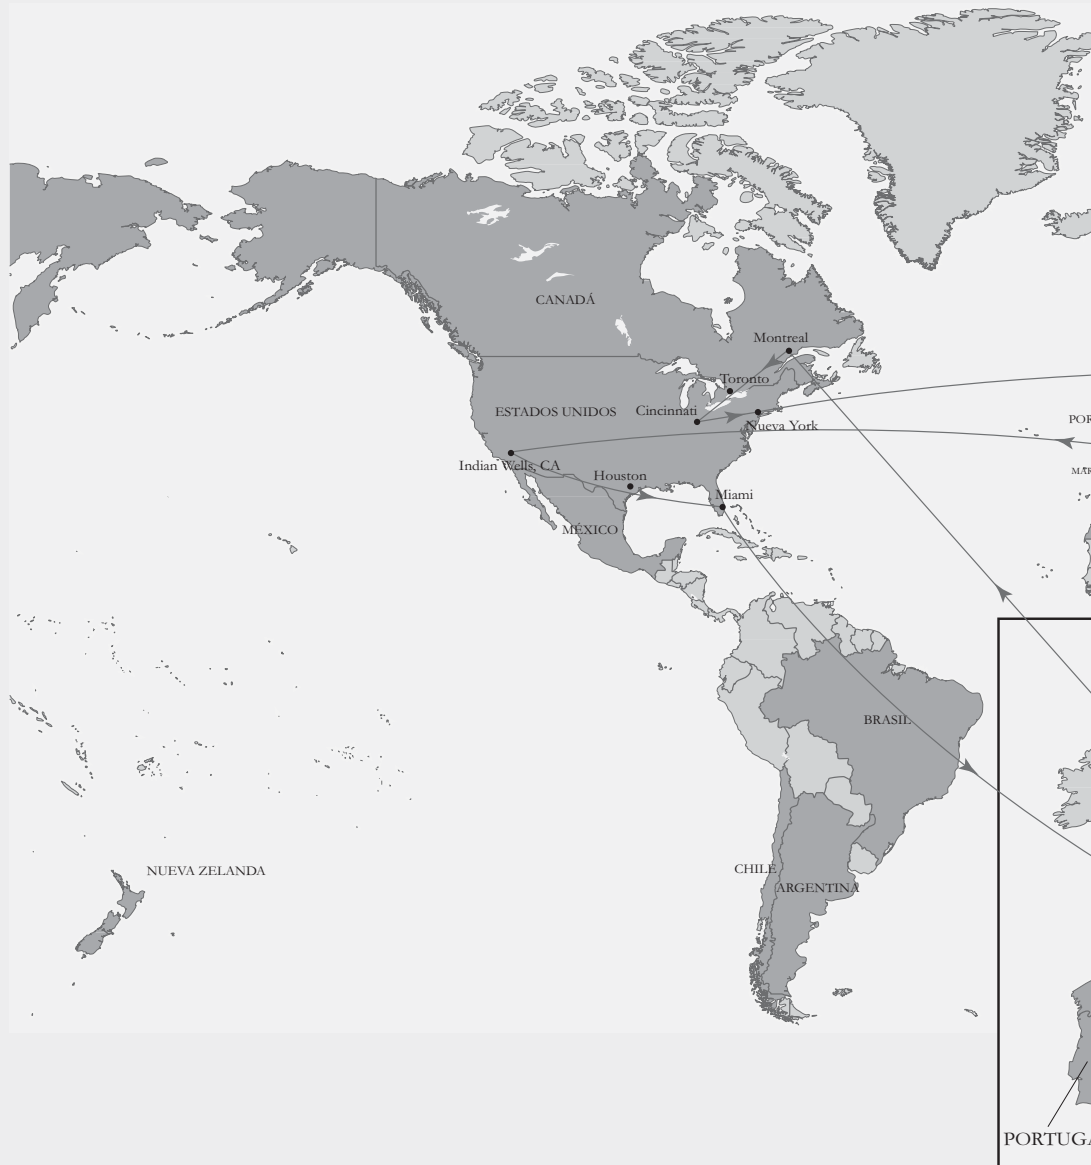 CANADÁ
Montreal
Toronto
Cincinnati
ESTADOS UNIDOS
POR
Nueva York
Indian Wells, CA
Houston
Miami
MÉXICO
BRASIL
CHILE
NUEVA ZELANDA
ARGENTINA
PORTUGA